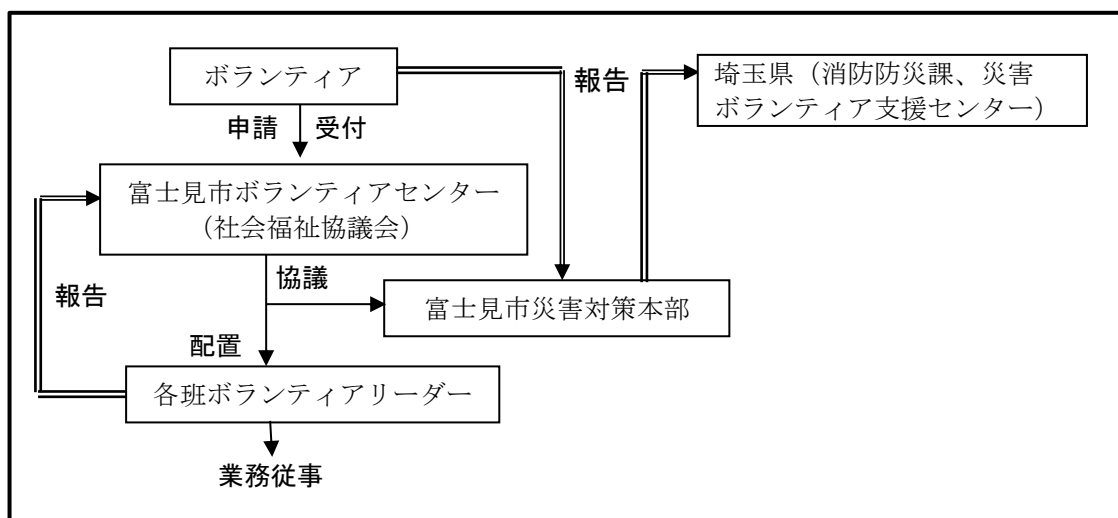 ボランティア
報告
埼玉県（消防防災課、災害
ボランティア支援センター）
申請
受付
富士見市ボランティアセンター
（社会福祉協議会）
協議
報告
富士見市災害対策本部
配置
各班ボランティアリーダー
業務従事